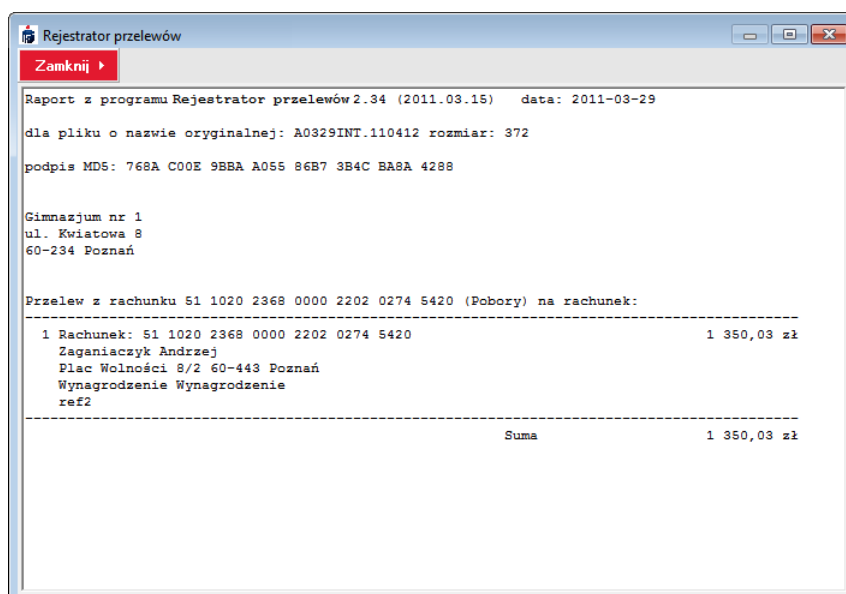 Rejestrator przelewów
Zamknij
Raport z programu Rejestrator przelewów 2.34 (2011.03.15) data: 2011-03-29
dla pliku o nazwie oryginalnej: A0329INT.110412 rozmiar: 372
podpis MD5: 768A C00E 9BBA A055 86B7 3B4C BA8A 4288
Gimnazjum nr 1
ul. Kwiatowa 8
60-234 Poznań
Przelew z rachunku 51 1020 2368 0000 2202 0274 5420 (Pobory) na rachunek:
1 Rachunek: 51 1020 2368 0000 2202 0274 5420 1 350,03 zł
Zaganiaczyk Andrzej
Plac Wolności 8/2 60-443 Poznań
Wynagrodzenie Wynagrodzenie
ref2
Suma 1 350,03 zł